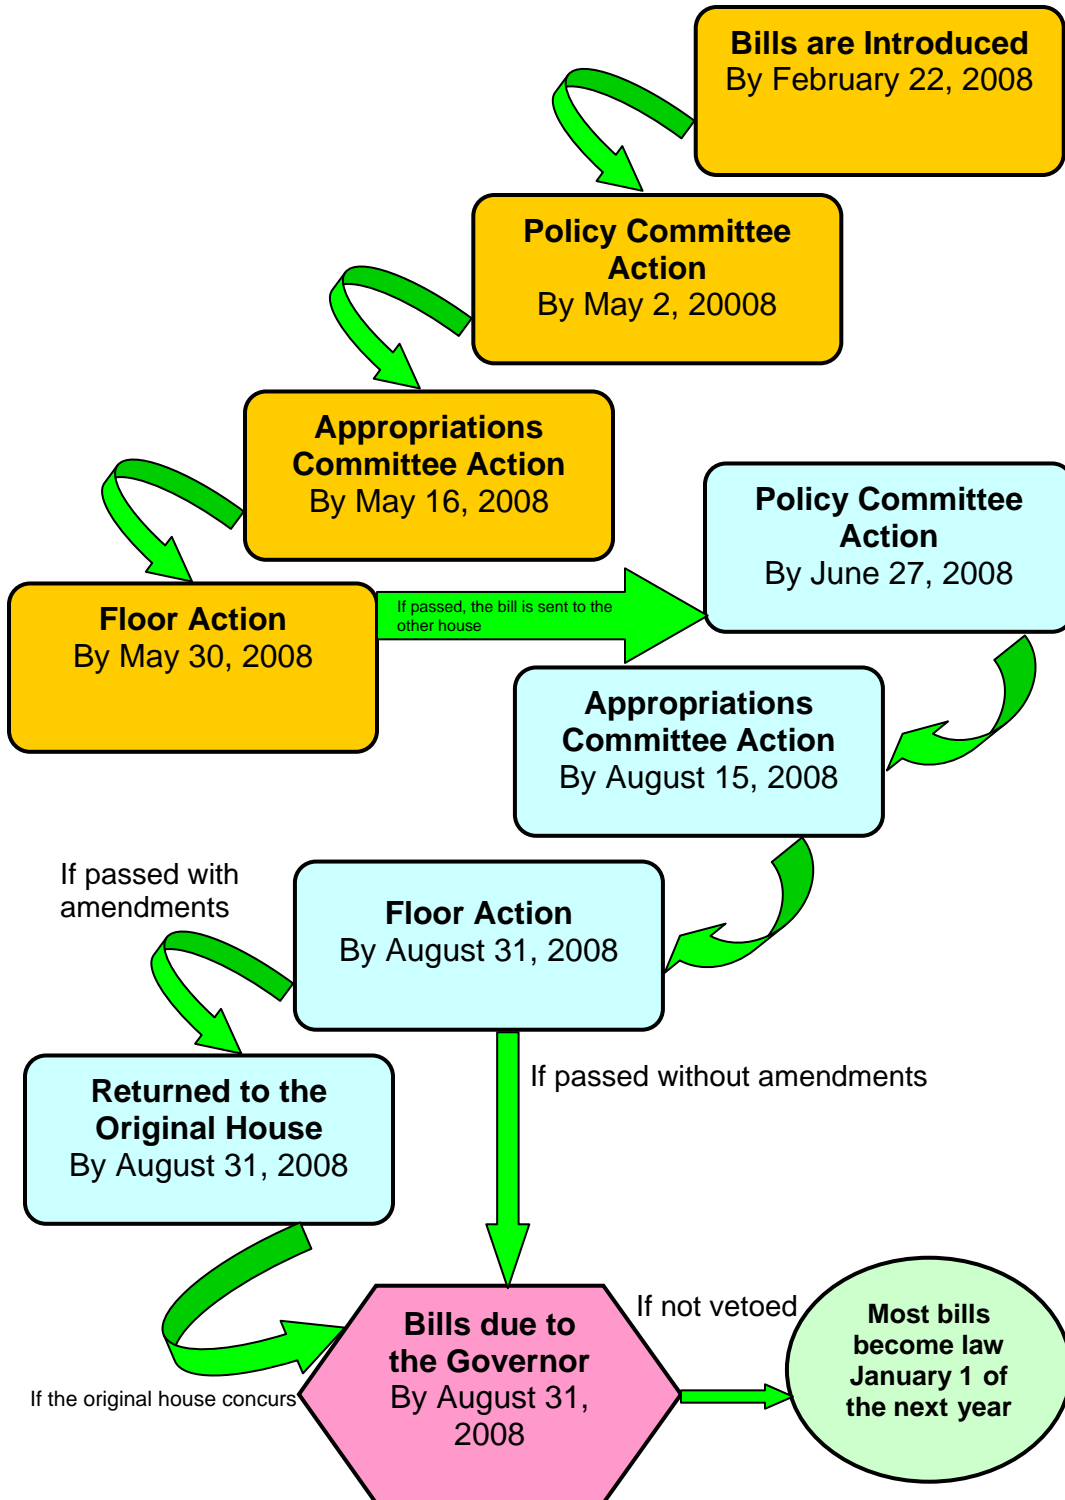 Bills are Introduced
By February 22, 2008
Policy Committee
Action
By May 2, 20008
Appropriations
Committee Action
By May 16, 2008
Floor Action
By May 30, 2008
If passed, the bill is sent to the
other house
Policy Committee
Action
By June 27, 2008
Appropriations
Committee Action
By August 15, 2008
Floor Action
By August 31, 2008
If passed with
amendments
Returned to the
Original House
By August 31, 2008
If passed without amendments
If the original house concurs
Bills due to
the Governor
By August 31,
2008
If not vetoed
Most bills
become law
January 1 of
the next year